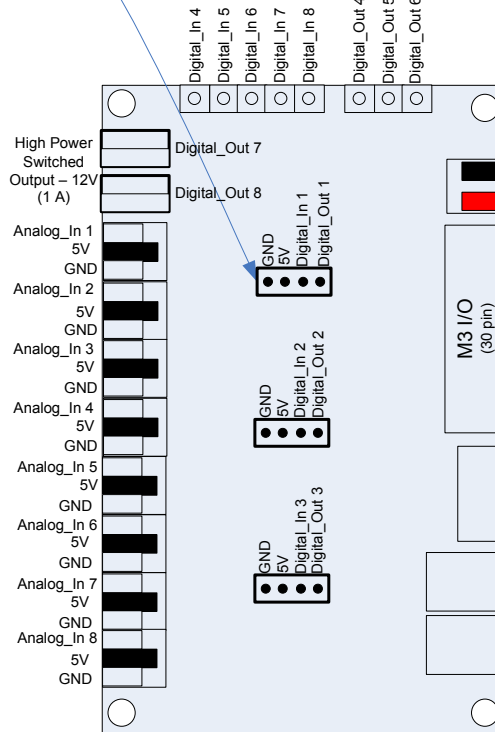 Digital_In 4
Digital_In 5
Digital_In 6
Digital_In 7
Digital_In 8
Digital_Out 4
Digital_Out 5
Digital_Out 6
High Power
Switched
Output – 12V
(1 A)
Digital_Out 7
Digital_Out 8
Analog_In 1
5V
GND
Analog_In 2
5V
GND
Analog_In 3
5V
GND
Analog_In 4
5V
GND
Analog_In 5
5V
GND
Analog_In 6
5V
GND
Analog_In 7
5V
GND
Analog_In 8
5V
GND
GND
5V
Digital_In 1
Digital_Out 1
GND
5V
Digital_In 2
Digital_Out 2
GND
5V
Digital_In 3
Digital_Out 3
M3 I/O
(30 pin)